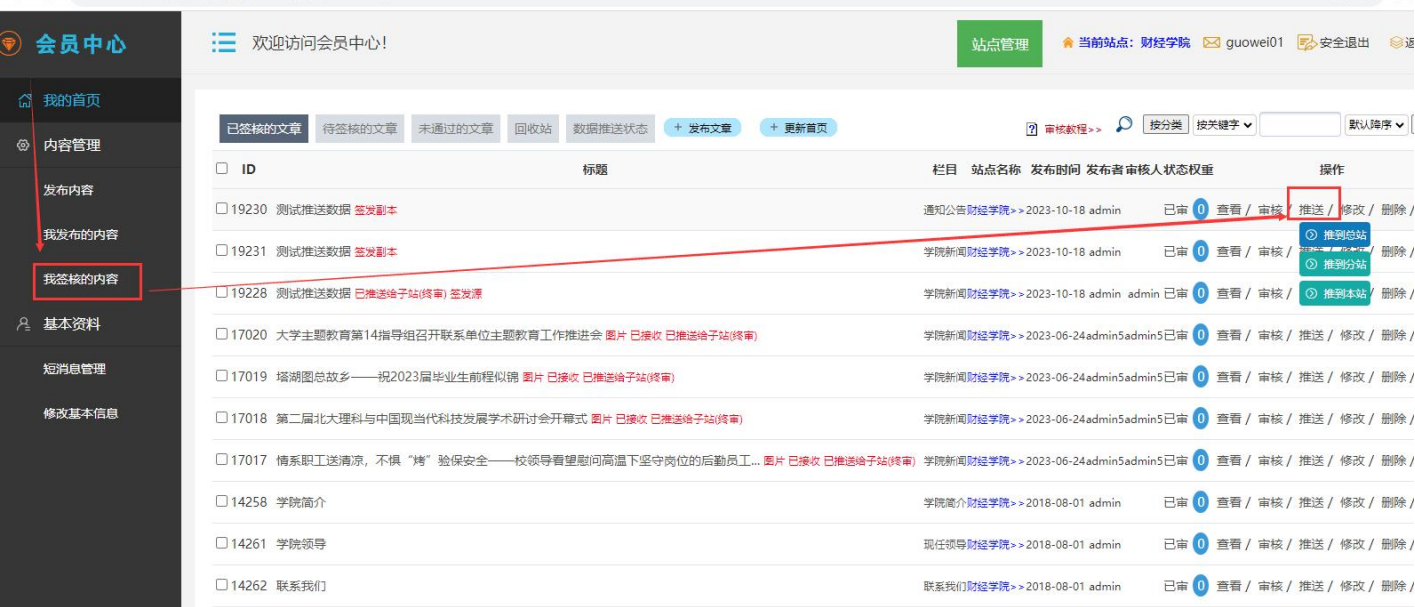 会员中心
欢迎访问会员中心!
站点管理 当前站点：财经学院 guowei01 安全退出
我的首页
内容管理
发布内容
我发布的内容
我签核的内容
基本资料
短消息管理
修改基本信息
已签核的文章 待签核的文章 未通过的文章 回收站 数据推送状态 + 发布文章 + 更新首页
审核教程>> 按分类 按关键字 默认降序
ID 标题 栏目 站点名称 发布时间 发布者 审核人 状态 权重 操作
19230 测试推送数据 签发副本 通知公告 财经学院>> 2023-10-18 admin 已审 0 查看 / 审核 / 推送 / 修改 / 删除 /
推到总站
19231 测试推送数据 签发副本 学院新闻 财经学院>> 2023-10-18 admin 已审 0 查看 / 审核 / 推送 / 修改 / 删除 /
推到分站
19228 测试推送数据 已推送给子站(终审) 签发源 学院新闻 财经学院>> 2023-10-18 admin admin 已审 0 查看 / 审核 / 推到本站 / 删除 /
17020 大学主题教育第14指导组召开联系单位主题教育工作推进会 图片 已接收 已推送给子站(终审) 学院新闻 财经学院>> 2023-06-24 admin5 admin5 已审 0 查看 / 审核 / 推送 / 修改 / 删除 /
17019 塔湖图总故乡——祝2023届毕业生前程似锦 图片 已接收 已推送给子站(终审) 学院新闻 财经学院>> 2023-06-24 admin5 admin5 已审 0 查看 / 审核 / 推送 / 修改 / 删除 /
17018 第二届北大理科与中国现当代科技发展学术研讨会开幕式 图片 已接收 已推送给子站(终审) 学院新闻 财经学院>> 2023-06-24 admin5 admin5 已审 0 查看 / 审核 / 推送 / 修改 / 删除 /
17017 情系职工送清凉，不惧“烤”验保安全——校领导看望慰问高温下坚守岗位的后勤员工... 图片 已接收 已推送给子站(终审) 学院新闻 财经学院>> 2023-06-24 admin5 admin5 已审 0 查看 / 审核 / 推送 / 修改 / 删除 /
14258 学院简介 学院简介 财经学院>> 2018-08-01 admin 已审 0 查看 / 审核 / 推送 / 修改 / 删除 /
14261 学院领导 现任领导 财经学院>> 2018-08-01 admin 已审 0 查看 / 审核 / 推送 / 修改 / 删除 /
14262 联系我们 联系我们 财经学院>> 2018-08-01 admin 已审 0 查看 / 审核 / 推送 / 修改 / 删除 /